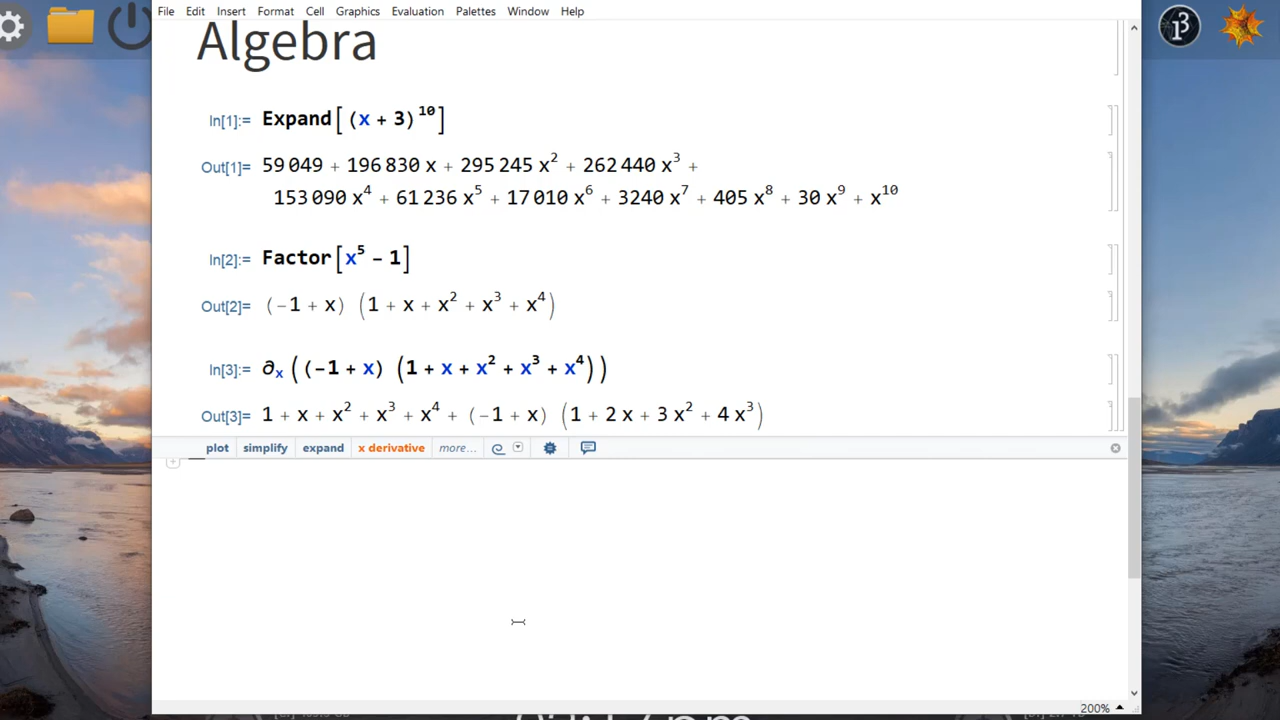 File Edit Insert Format Cell Graphics Evaluation Palettes Window Help
Algebra
In[1]:= Expand[(x + 3)^10]
Out[1]= 59 049 + 196 830 x + 295 245 x^2 + 262 440 x^3 +
153 090 x^4 + 61 236 x^5 + 17 010 x^6 + 3240 x^7 + 405 x^8 + 30 x^9 + x^10
In[2]:= Factor[x^5 - 1]
Out[2]= (-1 + x) (1 + x + x^2 + x^3 + x^4)
In[3]:= ∂_x ((-1 + x) (1 + x + x^2 + x^3 + x^4))
Out[3]= 1 + x + x^2 + x^3 + x^4 + (-1 + x) (1 + 2 x + 3 x^2 + 4 x^3)
plot simplify expand x derivative more...
200%